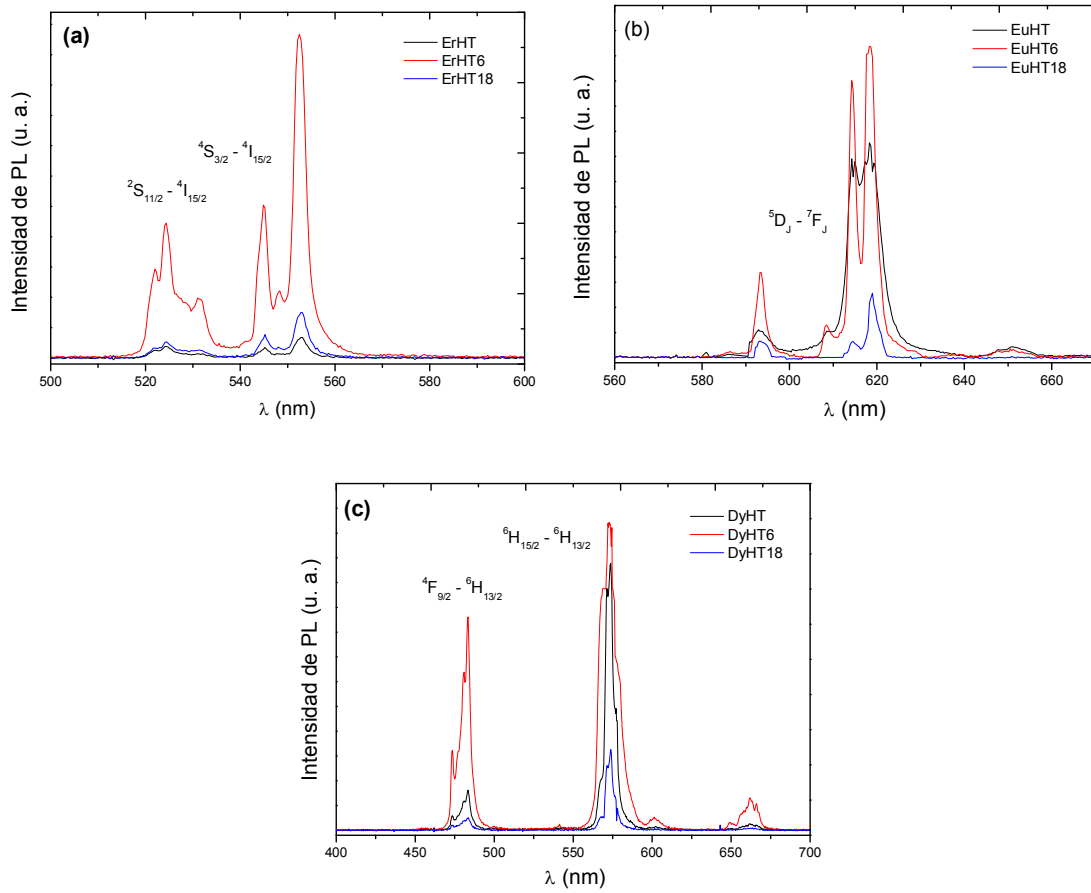 (a)
ErHT
ErHT6
ErHT18
⁴S₃/₂ - ⁴I₁₅/₂
²S₁₁/₂ - ⁴I₁₅/₂
Intensidad de PL (u. a.)
500 520 540 560 580 600
λ (nm)
(b)
EuHT
EuHT6
EuHT18
⁵D_J - ⁷F_J
Intensidad de PL (u. a.)
560 580 600 620 640 660
λ (nm)
(c)
DyHT
DyHT6
DyHT18
⁶H₁₅/₂ - ⁶H₁₃/₂
⁴F₉/₂ - ⁶H₁₃/₂
Intensidad de PL (u. a.)
400 450 500 550 600 650 700
λ (nm)